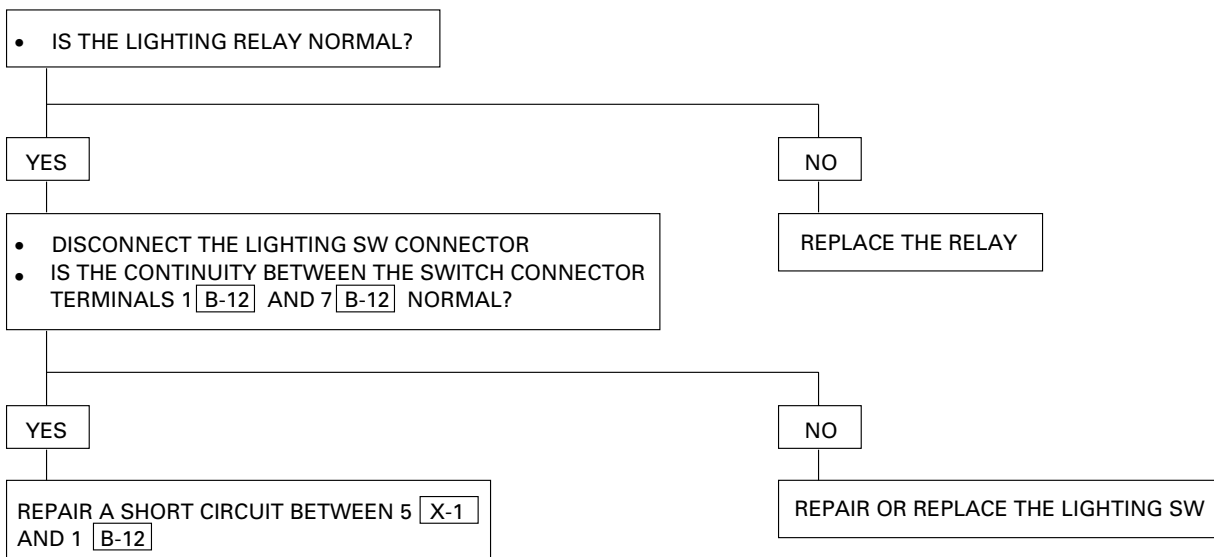 • IS THE LIGHTING RELAY NORMAL?
YES
NO
• DISCONNECT THE LIGHTING SW CONNECTOR
• IS THE CONTINUITY BETWEEN THE SWITCH CONNECTOR
TERMINALS 1 B-12 AND 7 B-12 NORMAL?
REPLACE THE RELAY
YES
NO
REPAIR A SHORT CIRCUIT BETWEEN 5 X-1
AND 1 B-12
REPAIR OR REPLACE THE LIGHTING SW